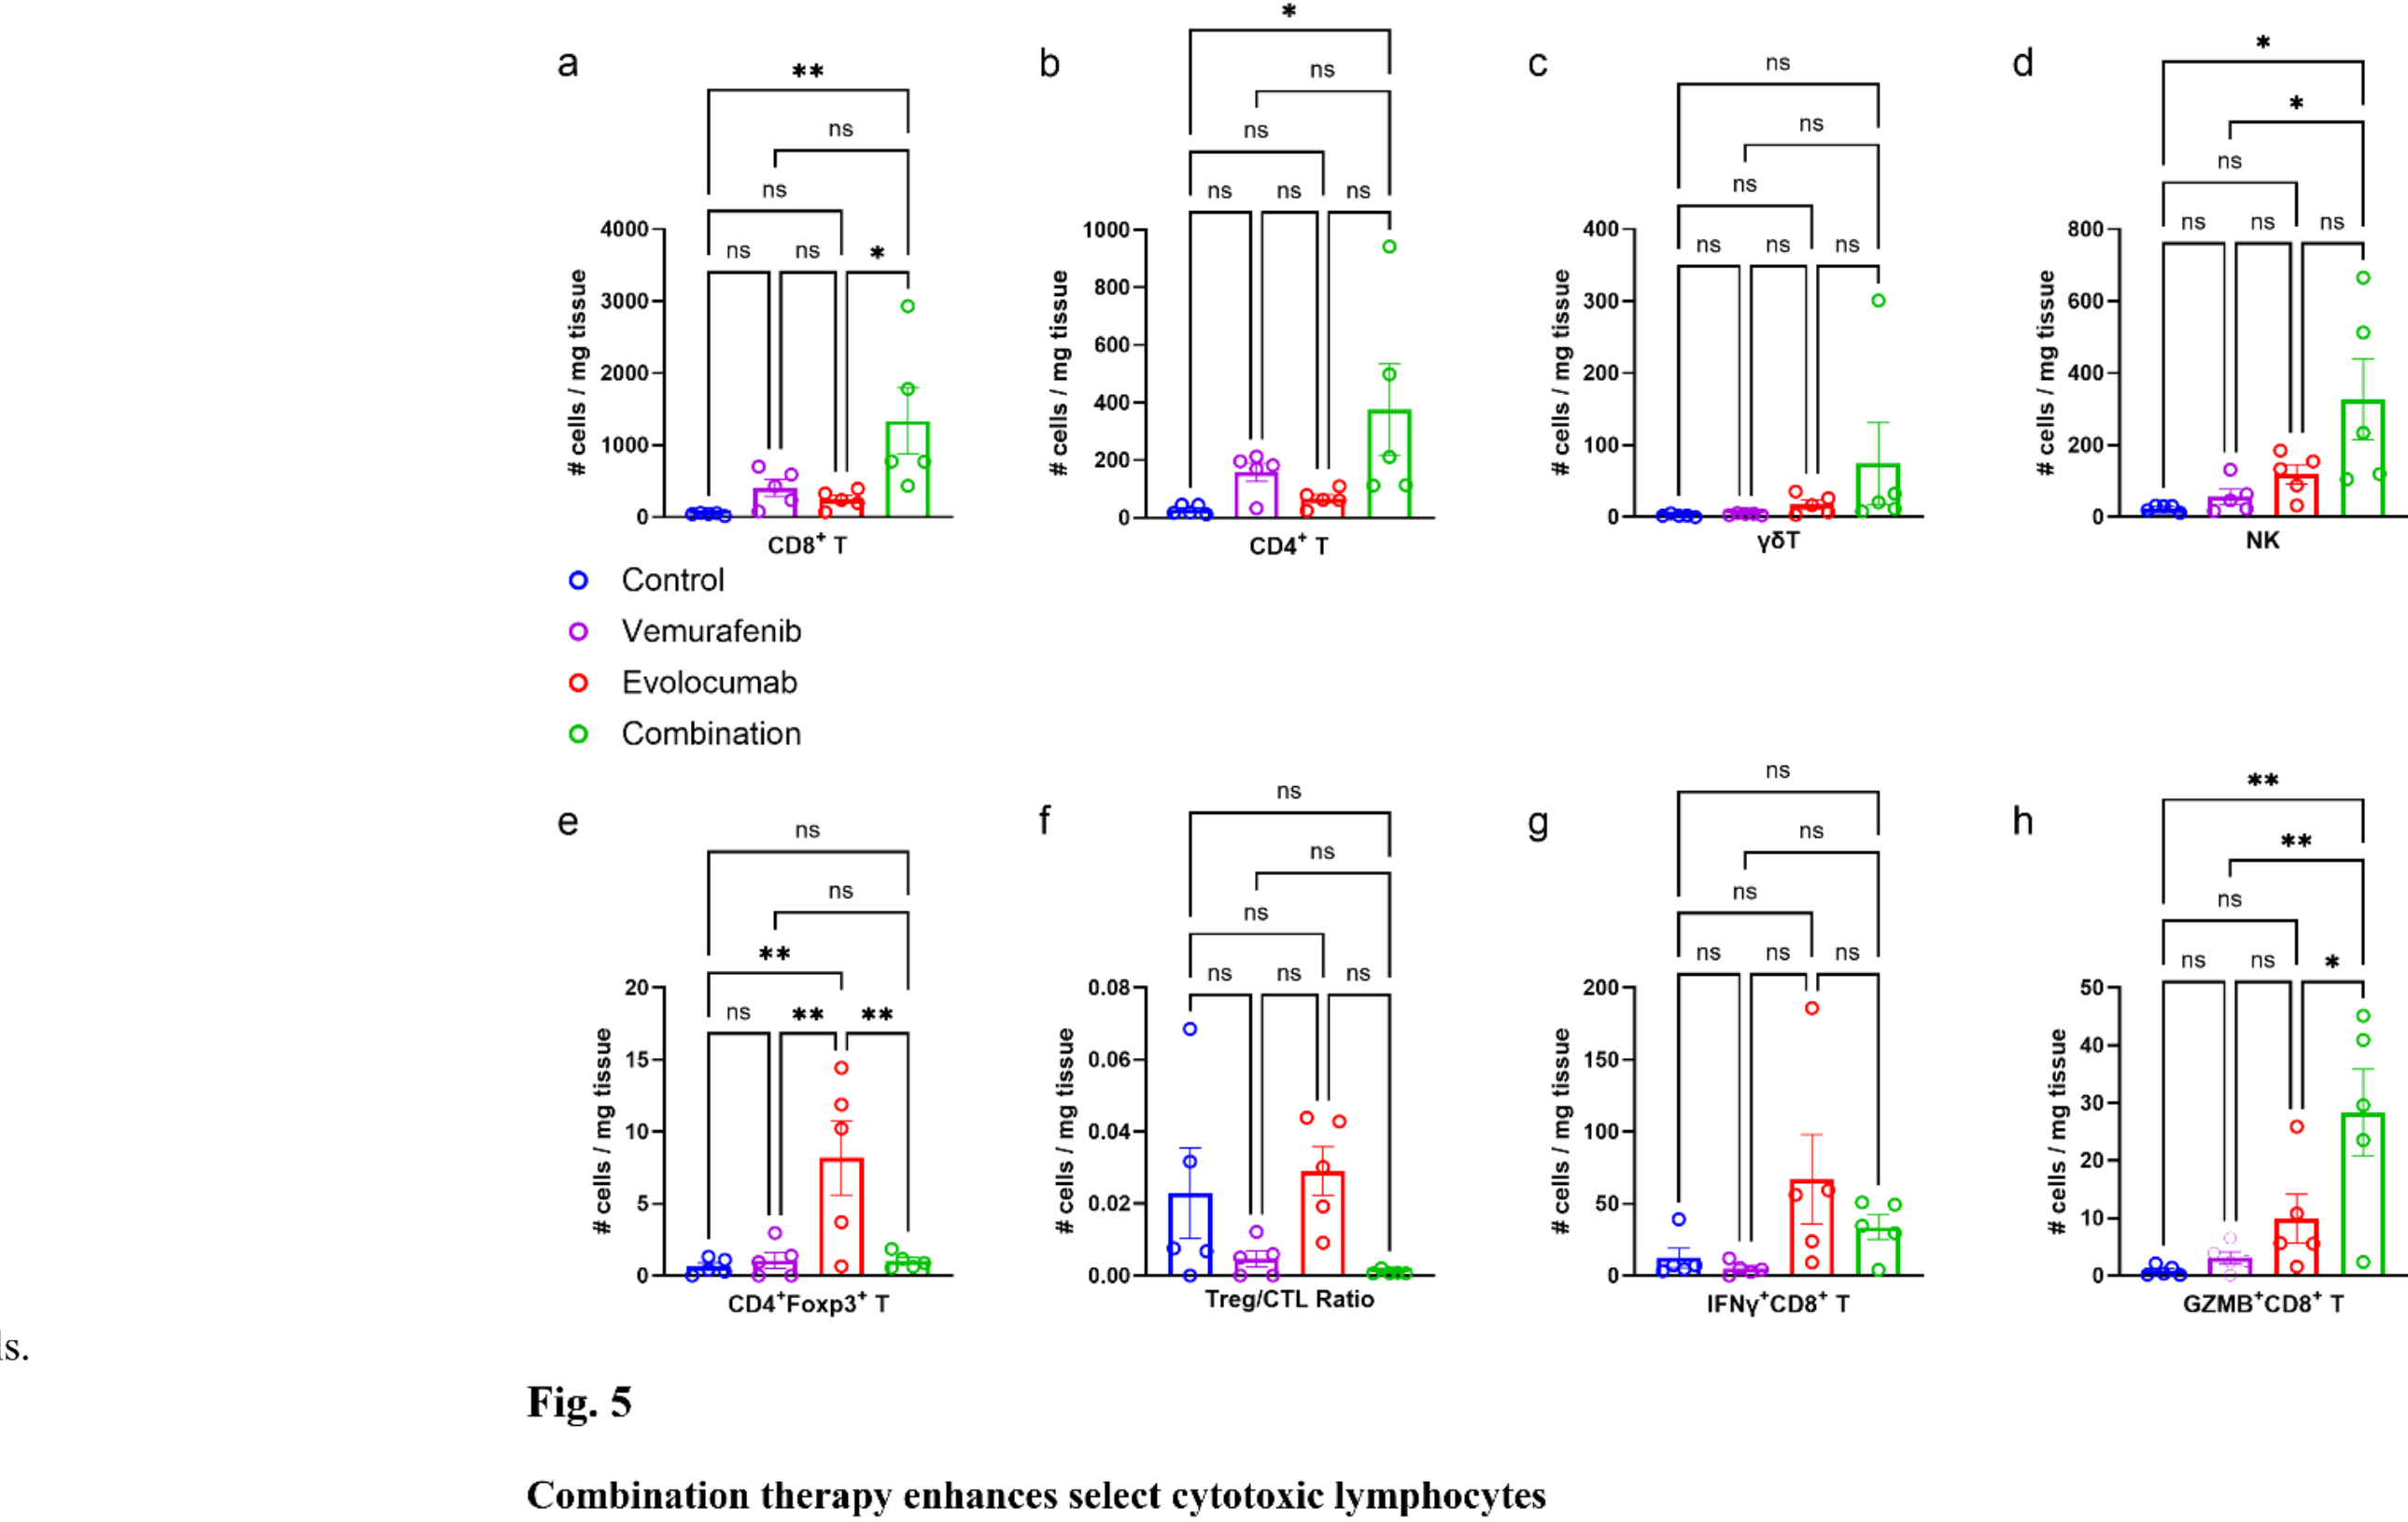 a
**
ns
ns
ns ns *
4000
3000
2000
1000
0
# cells / mg tissue
CD8+ T
b
*
ns
ns
ns ns ns
1000
800
600
400
200
0
# cells / mg tissue
CD4+ T
c
ns
ns
ns
ns ns ns
400
300
200
100
0
# cells / mg tissue
γδT
d
*
*
ns
ns ns ns
800
600
400
200
0
# cells / mg tissue
NK
Control
Vemurafenib
Evolocumab
Combination
e
ns
ns
**
ns ** **
20
15
10
5
0
# cells / mg tissue
CD4+Foxp3+ T
f
ns
ns
ns
ns ns ns
0.08
0.06
0.04
0.02
0.00
# cells / mg tissue
Treg/CTL Ratio
g
ns
ns
ns
ns ns ns
200
150
100
50
0
# cells / mg tissue
IFNγ+CD8+ T
h
**
**
ns
ns ns *
50
40
30
20
10
0
# cells / mg tissue
GZMB+CD8+ T
ls.
Fig. 5
Combination therapy enhances select cytotoxic lymphocytes